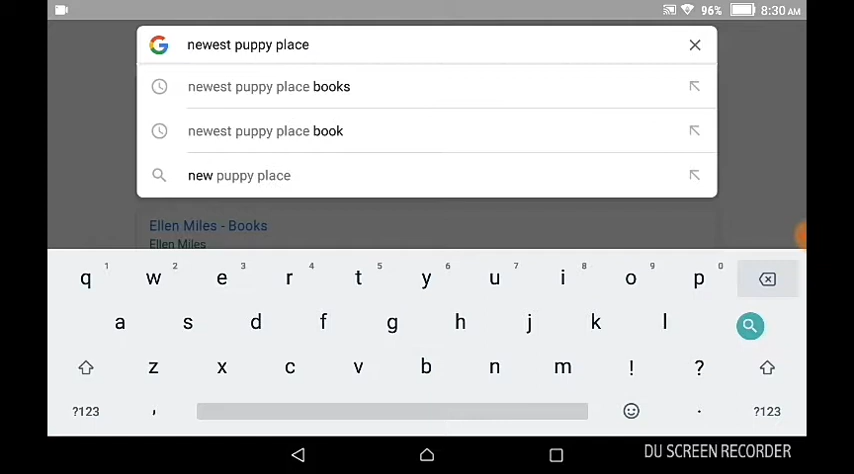 96% 8:30 AM
newest puppy place
newest puppy place books
newest puppy place book
new puppy place
Ellen Miles - Books
Ellen Miles
1 2 3 4 5 6 7 8 9 0
q w e r t y u i o p
a s d f g h j k l
z x c v b n m ! ?
?123 , . ?123
DU SCREEN RECORDER